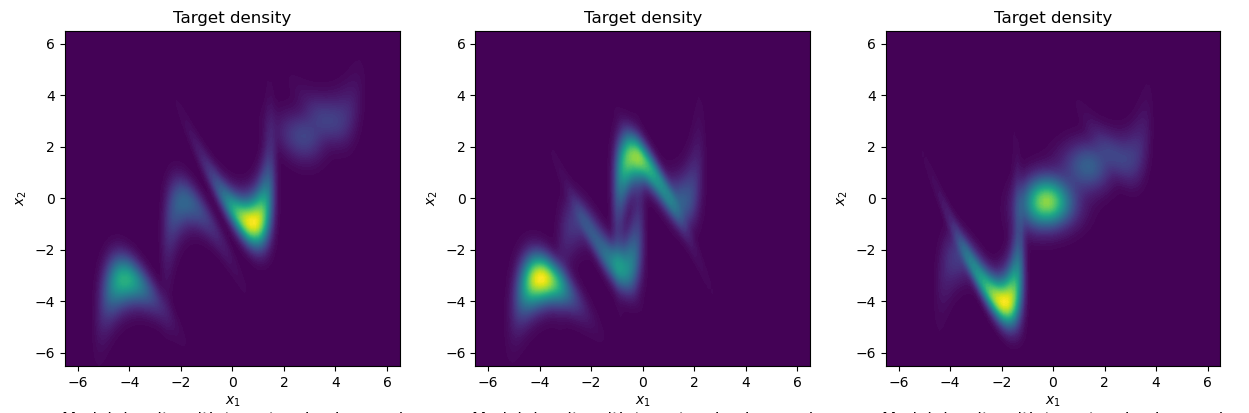 Target density Target density Target density
6 6 6
4 4 4
2 2 2
0 0 0
−2 −2 −2
−4 −4 −4
−6 −6 −6
x₂ x₂ x₂
−6 −4 −2 0 2 4 6 −6 −4 −2 0 2 4 6 −6 −4 −2 0 2 4 6
x₁ x₁ x₁